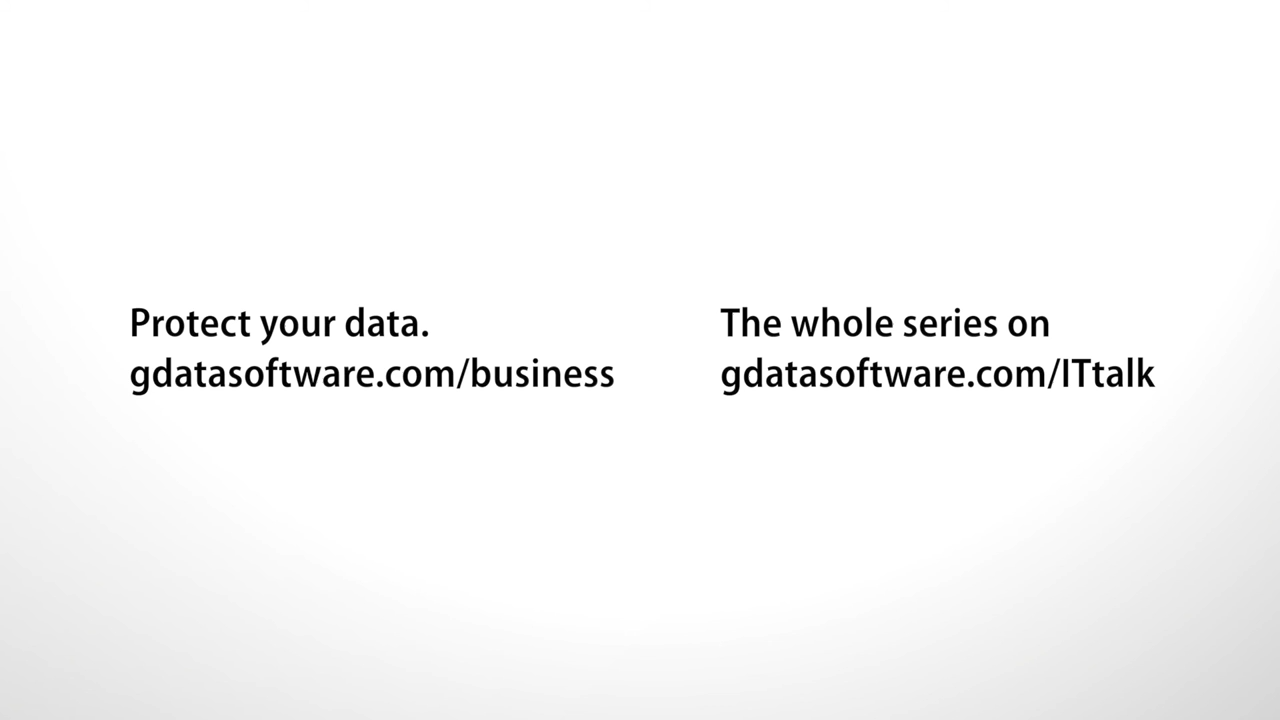 Protect your data.
gdatasoftware.com/business
The whole series on
gdatasoftware.com/ITtalk